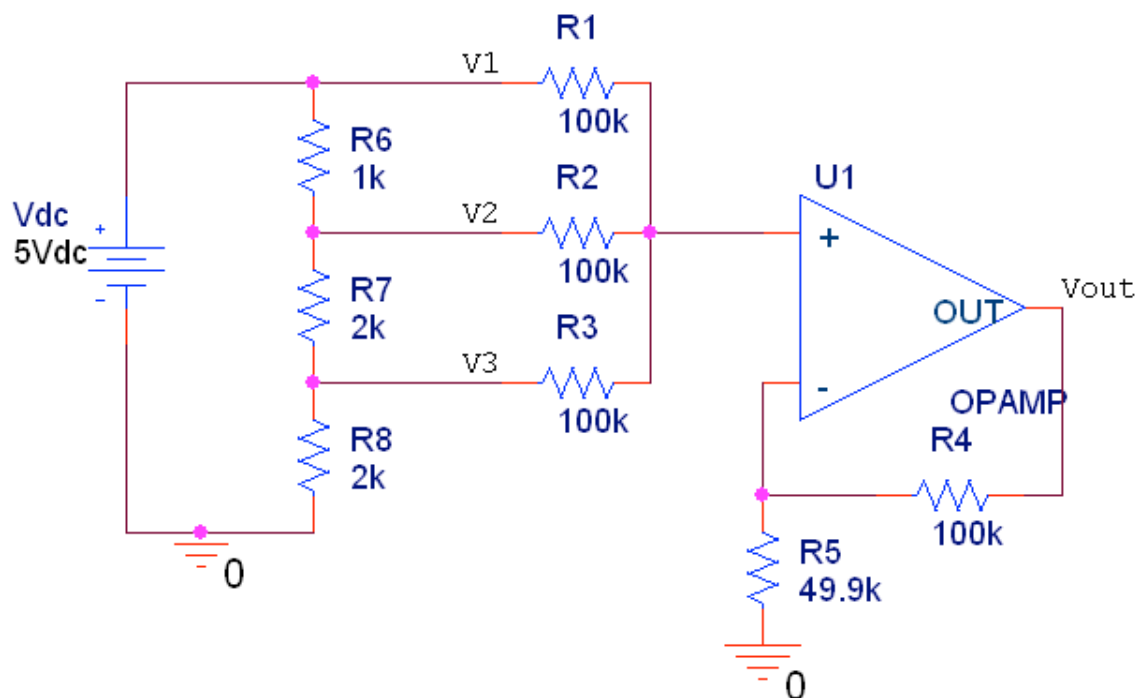 R1
V1
100k
R6
1k
R2
U1
V2
Vdc
+
5Vdc
-
100k
+
R7
2k
R3
OUT
Vout
V3
-
100k
OPAMP
R8
2k
R4
100k
R5
49.9k
0
0